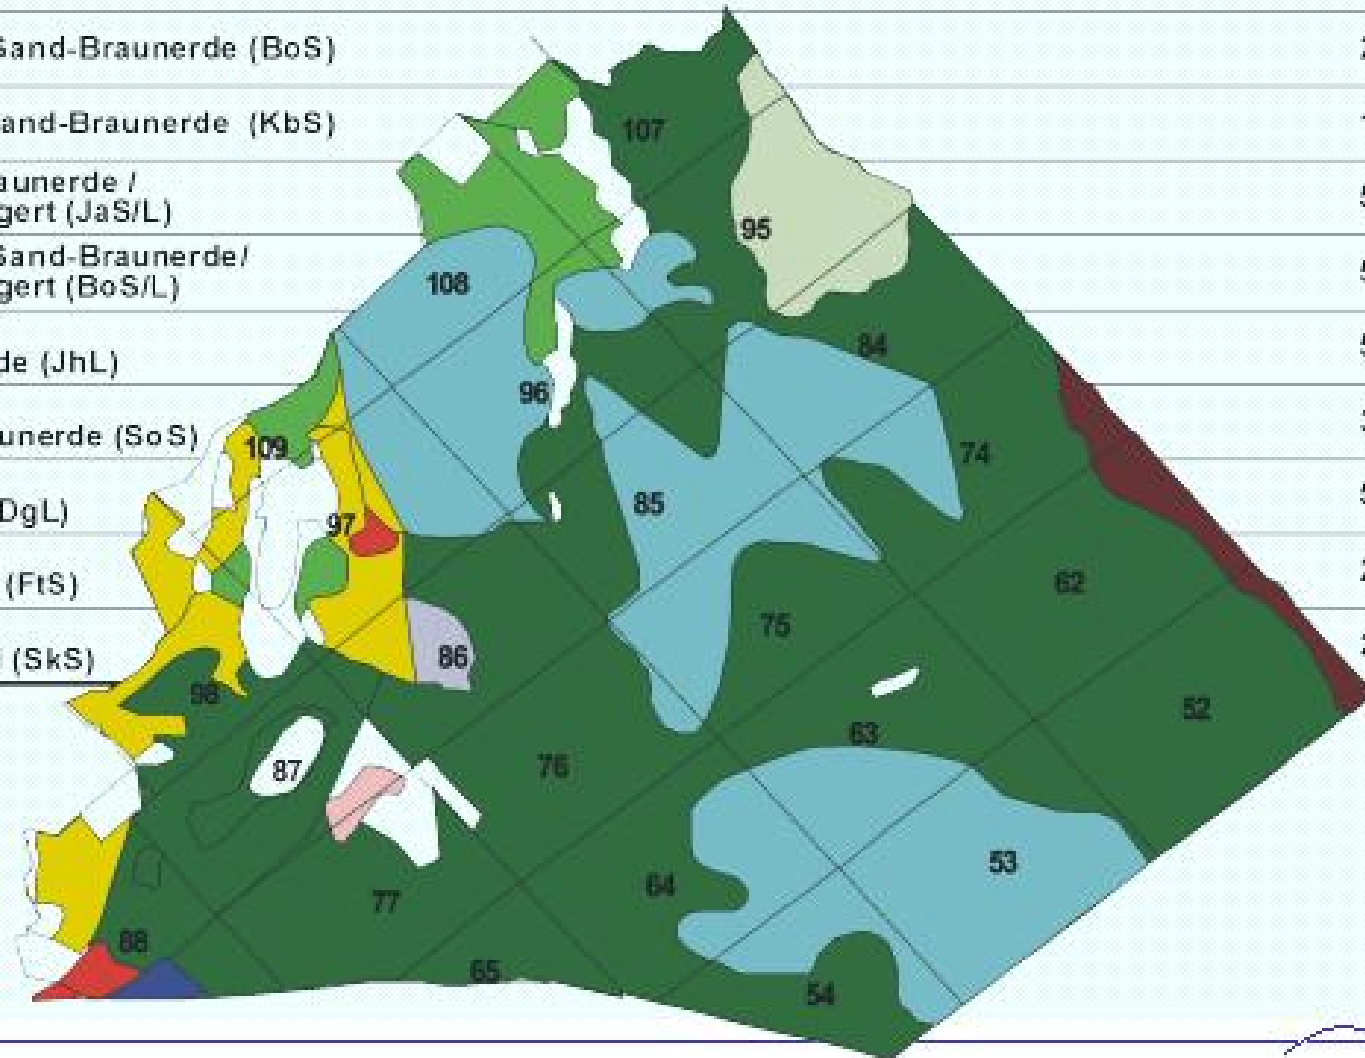 Sand-Braunerde (BoS)
and-Braunerde (KbS)
aunerde /
gert (JaS/L)
Sand-Braunerde/
gert (BoS/L)
de (JhL)
unerde (SoS)
DgL)
(FtS)
(SkS)
107
95
108
84
96
74
109
85
97
62
75
86
98
52
63
76
87
53
64
77
88
65
54